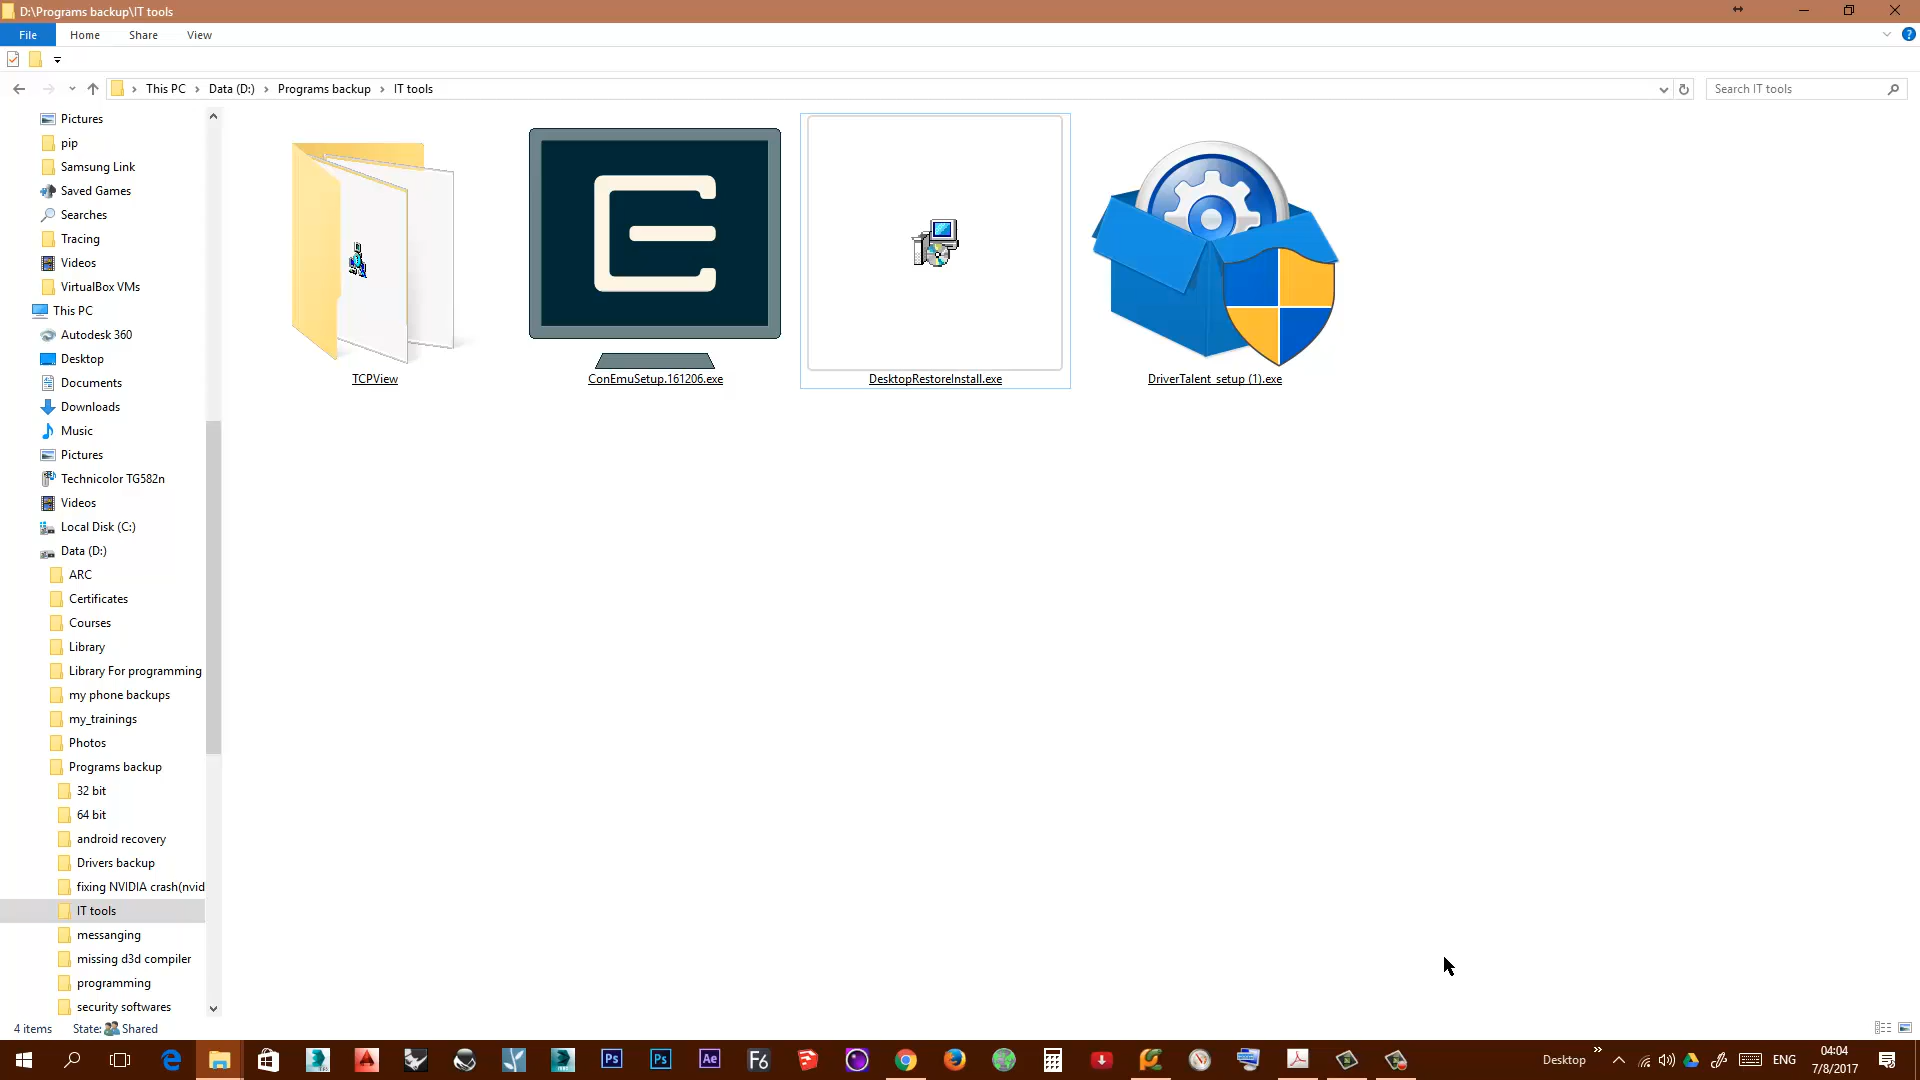 D:\Programs backup\IT tools
File Home Share View
This PC Data (D:) Programs backup IT tools
Search IT tools
Pictures
pip
Samsung Link
Saved Games
Searches
Tracing
Videos
VirtualBox VMs
This PC
Autodesk 360
Desktop
Documents
Downloads
Music
Pictures
Technicolor TG582n
Videos
Local Disk (C:)
Data (D:)
ARC
Certificates
Courses
Library
Library For programming
my phone backups
my_trainings
Photos
Programs backup
32 bit
64 bit
android recovery
Drivers backup
fixing NVIDIA crash(nvid
IT tools
messanging
missing d3d compiler
programming
security softwares
TCPView
ConEmuSetup.161206.exe
DesktopRestoreInstall.exe
DriverTalent_setup (1).exe
4 items State: Shared
Ps Ps Ae F6
Desktop ENG
04:04
7/8/2017